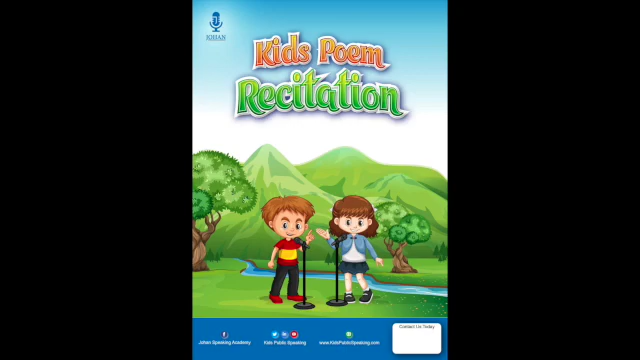 JOHAN
Kids Poem
Recitation
Contact Us Today
Johan Speaking Academy
Kids Public Speaking
www.KidsPublicSpeaking.com